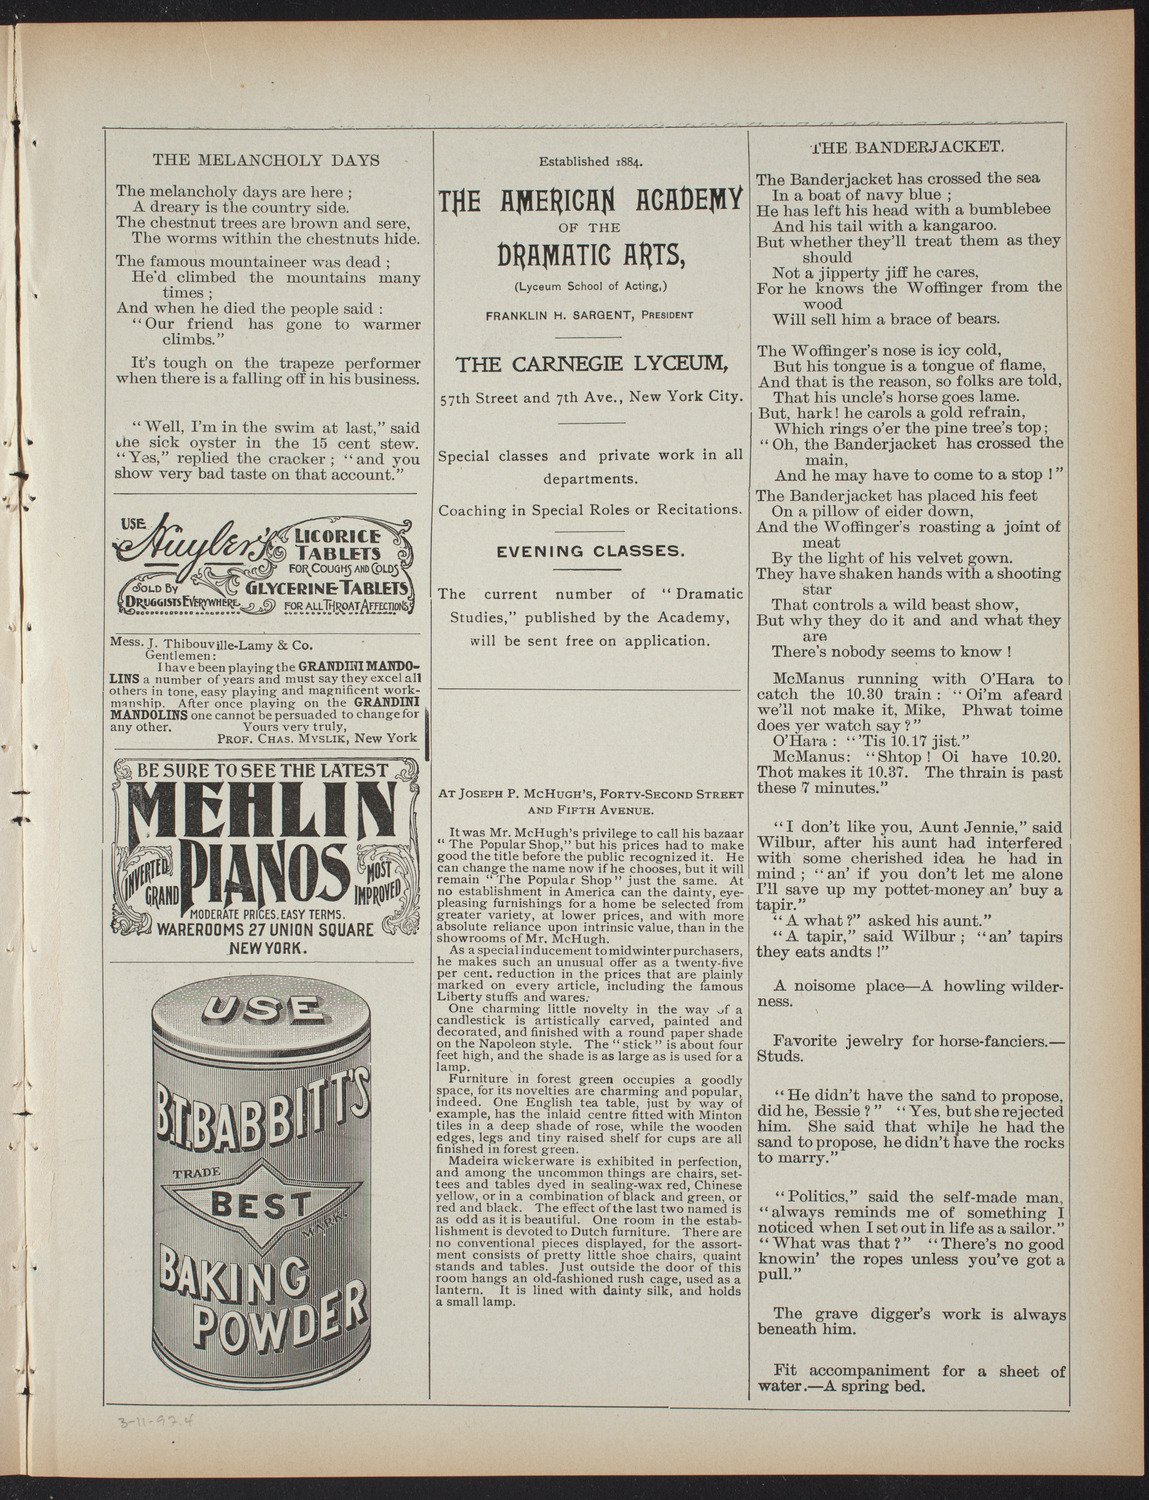 THE MELANCHOLY DAYS
The melancholy days are here ;
A dreary is the country side.
The chestnut trees are brown and sere,
The worms within the chestnuts hide.
The famous mountaineer was dead ;
He'd climbed the mountains many
times ;
And when he died the people said :
"Our friend has gone to warmer
climbs."
It's tough on the trapeze performer
when there is a falling off in his business.
"Well, I'm in the swim at last," said
the sick oyster in the 15 cent stew.
"Yes," replied the cracker ; "and you
show very bad taste on that account."
USE
Huyler's
LICORICE
TABLETS
FOR COUGHS AND COLDS
SOLD BY
DRUGGISTS EVERYWHERE
GLYCERINE-TABLETS
FOR ALL THROAT AFFECTIONS
Mess. J. Thibouville-Lamy & Co.
Gentlemen:
I have been playing the GRANDINI MANDO-
LINS a number of years and must say they excel all
others in tone, easy playing and magnificent work-
manship. After once playing on the GRANDINI
MANDOLINS one cannot be persuaded to change for
any other. Yours very truly,
PROF. CHAS. MYSLIK, New York
BE SURE TO SEE THE LATEST
MEHLIN
PIANOS
INVERTED
GRAND
MOST
IMPROVED
MODERATE PRICES. EASY TERMS.
WAREROOMS 27 UNION SQUARE
NEW YORK.
USE
B.T. BABBITT'S
TRADE
BEST
MARK.
BAKING
POWDER
3-11-97.4
Established 1884.
THE AMERICAN ACADEMY
OF THE
DRAMATIC ARTS,
(Lyceum School of Acting,)
FRANKLIN H. SARGENT, PRESIDENT
THE CARNEGIE LYCEUM,
57th Street and 7th Ave., New York City.
Special classes and private work in all
departments.
Coaching in Special Roles or Recitations.
EVENING CLASSES.
The current number of "Dramatic
Studies," published by the Academy,
will be sent free on application.
AT JOSEPH P. MCHUGH'S, FORTY-SECOND STREET
AND FIFTH AVENUE.
It was Mr. McHugh's privilege to call his bazaar
"The Popular Shop," but his prices had to make
good the title before the public recognized it. He
can change the name now if he chooses, but it will
remain "The Popular Shop" just the same. At
no establishment in America can the dainty, eye-
pleasing furnishings for a home be selected from
greater variety, at lower prices, and with more
absolute reliance upon intrinsic value, than in the
showrooms of Mr. McHugh.
As a special inducement to midwinter purchasers,
he makes such an unusual offer as a twenty-five
per cent. reduction in the prices that are plainly
marked on every article, including the famous
Liberty stuffs and wares.
One charming little novelty in the way of a
candlestick is artistically carved, painted and
decorated, and finished with a round paper shade
on the Napoleon style. The "stick" is about four
feet high, and the shade is as large as is used for a
lamp.
Furniture in forest green occupies a goodly
space, for its novelties are charming and popular,
indeed. One English tea table, just by way of
example, has the inlaid centre fitted with Minton
tiles in a deep shade of rose, while the wooden
edges, legs and tiny raised shelf for cups are all
finished in forest green.
Madeira wickerware is exhibited in perfection,
and among the uncommon things are chairs, set-
tees and tables dyed in sealing-wax red, Chinese
yellow, or in a combination of black and green, or
red and black. The effect of the last two named is
as odd as it is beautiful. One room in the estab-
lishment is devoted to Dutch furniture. There are
no conventional pieces displayed, for the assort-
ment consists of pretty little shoe chairs, quaint
stands and tables. Just outside the door of this
room hangs an old-fashioned rush cage, used as a
lantern. It is lined with dainty silk, and holds
a small lamp.
THE BANDERJACKET.
The Banderjacket has crossed the sea
In a boat of navy blue ;
He has left his head with a bumblebee
And his tail with a kangaroo.
But whether they'll treat them as they
should
Not a jipperty jiff he cares,
For he knows the Woffinger from the
wood
Will sell him a brace of bears.
The Woffinger's nose is icy cold,
But his tongue is a tongue of flame,
And that is the reason, so folks are told,
That his uncle's horse goes lame.
But, hark! he carols a gold refrain,
Which rings o'er the pine tree's top ;
"Oh, the Banderjacket has crossed the
main,
And he may have to come to a stop !"
The Banderjacket has placed his feet
On a pillow of eider down,
And the Woffinger's roasting a joint of
meat
By the light of his velvet gown.
They have shaken hands with a shooting
star
That controls a wild beast show,
But why they do it and and what they
are
There's nobody seems to know !
McManus running with O'Hara to
catch the 10.30 train : "Oi'm afeard
we'll not make it, Mike, Phwat toime
does yer watch say ?"
O'Hara : "'Tis 10.17 jist."
McManus: "Shtop ! Oi have 10.20.
Thot makes it 10.37. The thrain is past
these 7 minutes."
"I don't like you, Aunt Jennie," said
Wilbur, after his aunt had interfered
with some cherished idea he had in
mind ; "an' if you don't let me alone
I'll save up my pottet-money an' buy a
tapir."
"A what ?" asked his aunt."
"A tapir," said Wilbur ; "an' tapirs
they eats andts !"
A noisome place—A howling wilder-
ness.
Favorite jewelry for horse-fanciers.—
Studs.
"He didn't have the sand to propose,
did he, Bessie ?" "Yes, but she rejected
him. She said that while he had the
sand to propose, he didn't have the rocks
to marry."
"Politics," said the self-made man,
"always reminds me of something I
noticed when I set out in life as a sailor."
"What was that ?" "There's no good
knowin' the ropes unless you've got a
pull."
The grave digger's work is always
beneath him.
Fit accompaniment for a sheet of
water.—A spring bed.